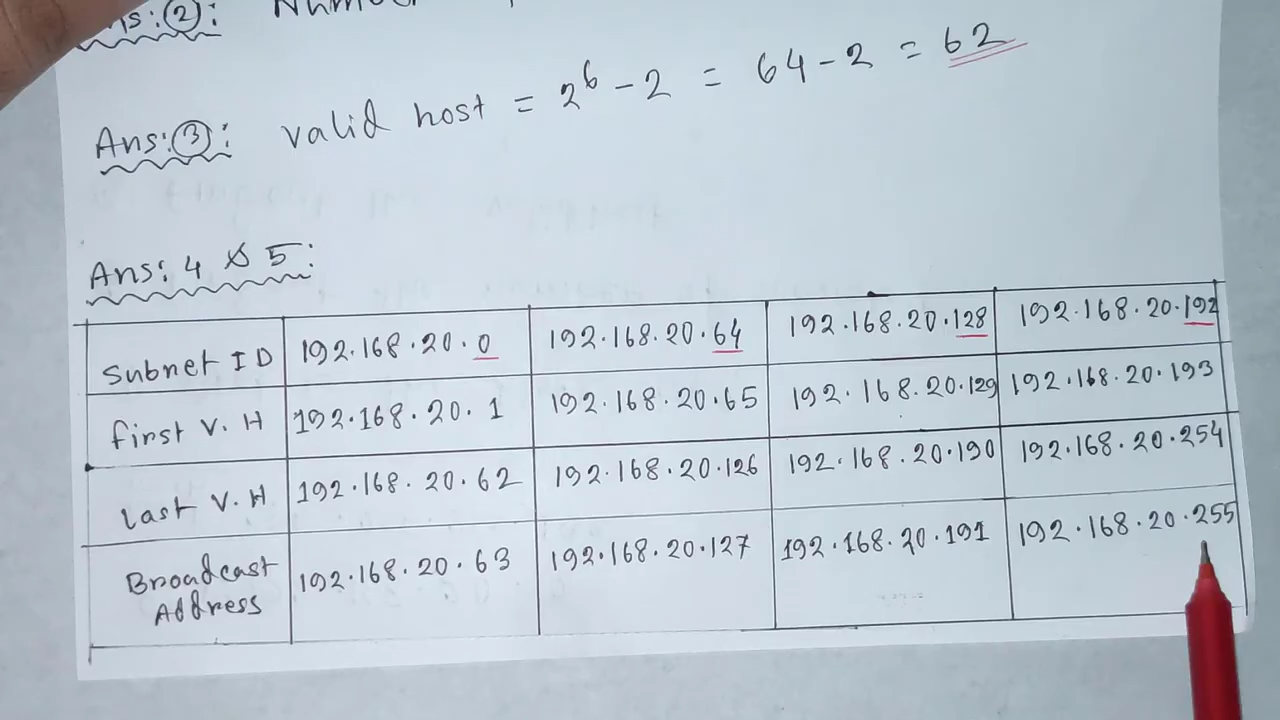 Ans:②: Number
Ans:③: valid host = 2⁶ - 2 = 64 - 2 = 62
Ans: 4 & 5:
Subnet ID 192.168.20.0 192.168.20.64 192.168.20.128 192.168.20.192
first V.H 192.168.20.1 192.168.20.65 192.168.20.129 192.168.20.193
last V.H 192.168.20.62 192.168.20.126 192.168.20.190 192.168.20.254
Broadcast Address 192.168.20.63 192.168.20.127 192.168.20.191 192.168.20.255